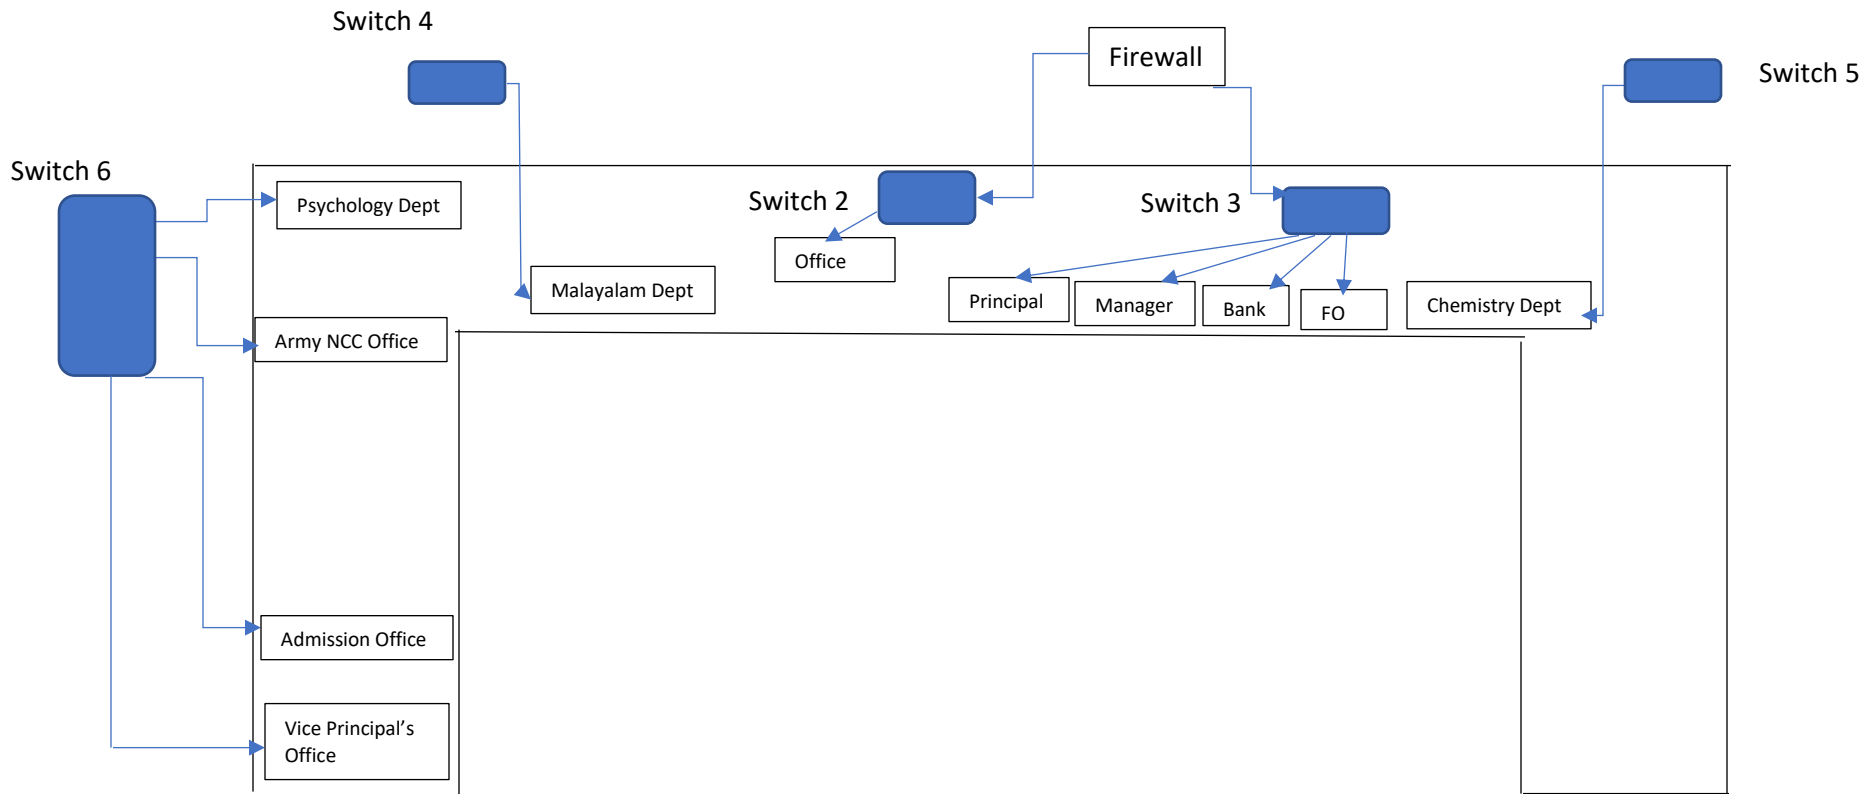 Switch 4
Firewall
Switch 5
Switch 6
Psychology Dept
Switch 2
Switch 3
Office
Malayalam Dept
Principal
Manager
Bank
FO
Chemistry Dept
Army NCC Office
Admission Office
Vice Principal’s
Office